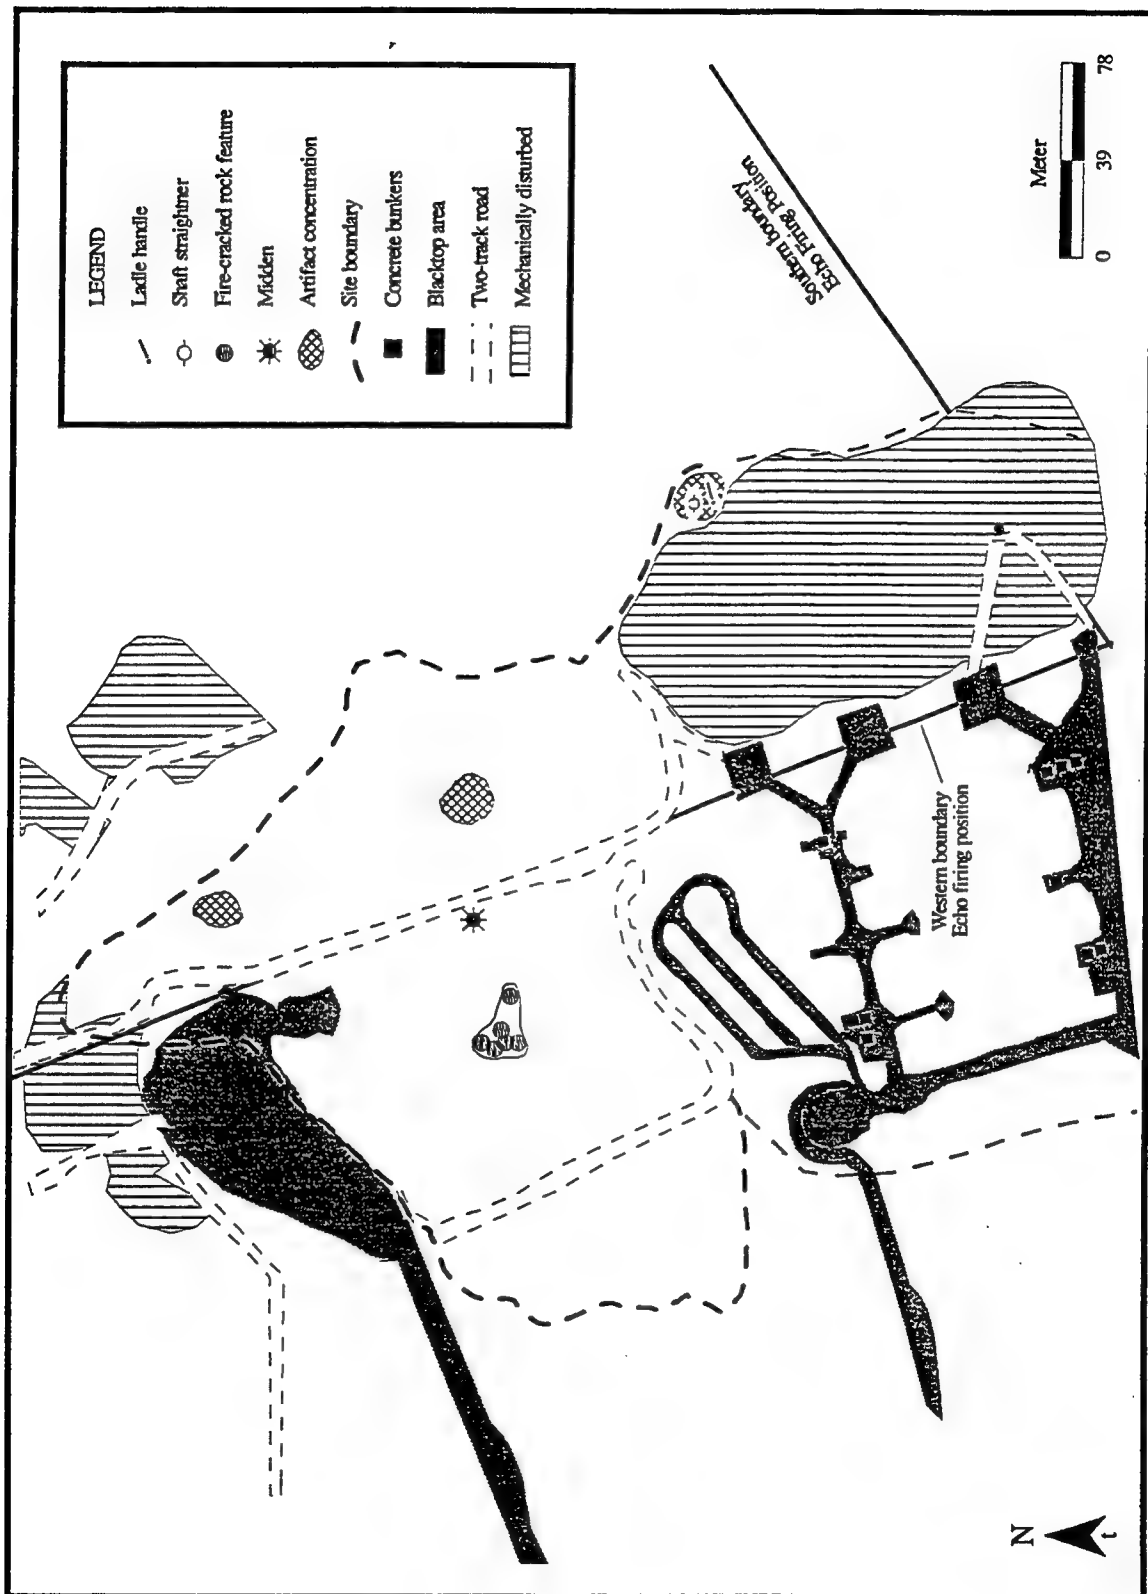 LEGEND
Ladle handle
Shaft straightner
Fire-cracked rock feature
Midden
Artifact concentration
Site boundary
Concrete bunkers
Blacktop area
Two-track road
Mechanically disturbed
Southern boundary
Echo Firing Position
Western boundary
Echo firing position
Meter
0 39 78
N
t